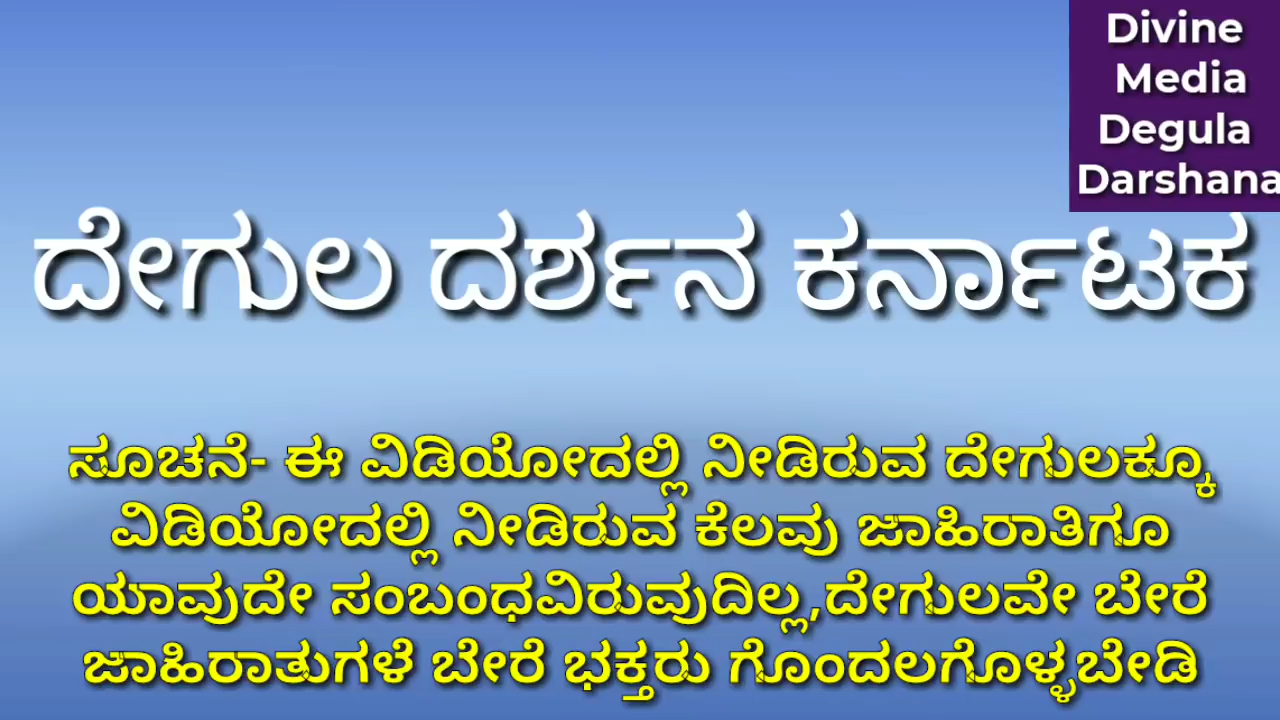 Divine
Media
Degula
Darshana
ದೇಗುಲ ದರ್ಶನ ಕರ್ನಾಟಕ
ಸೂಚನೆ- ಈ ವಿಡಿಯೋದಲ್ಲಿ ನೀಡಿರುವ ದೇಗುಲಕ್ಕೂ
ವಿಡಿಯೋದಲ್ಲಿ ನೀಡಿರುವ ಕೆಲವು ಜಾಹಿರಾತಿಗೂ
ಯಾವುದೇ ಸಂಬಂಧವಿರುವುದಿಲ್ಲ,ದೇಗುಲವೇ ಬೇರೆ
ಜಾಹಿರಾತುಗಳೆ ಬೇರೆ ಭಕ್ತರು ಗೊಂದಲಗೊಳ್ಳಬೇಡಿ